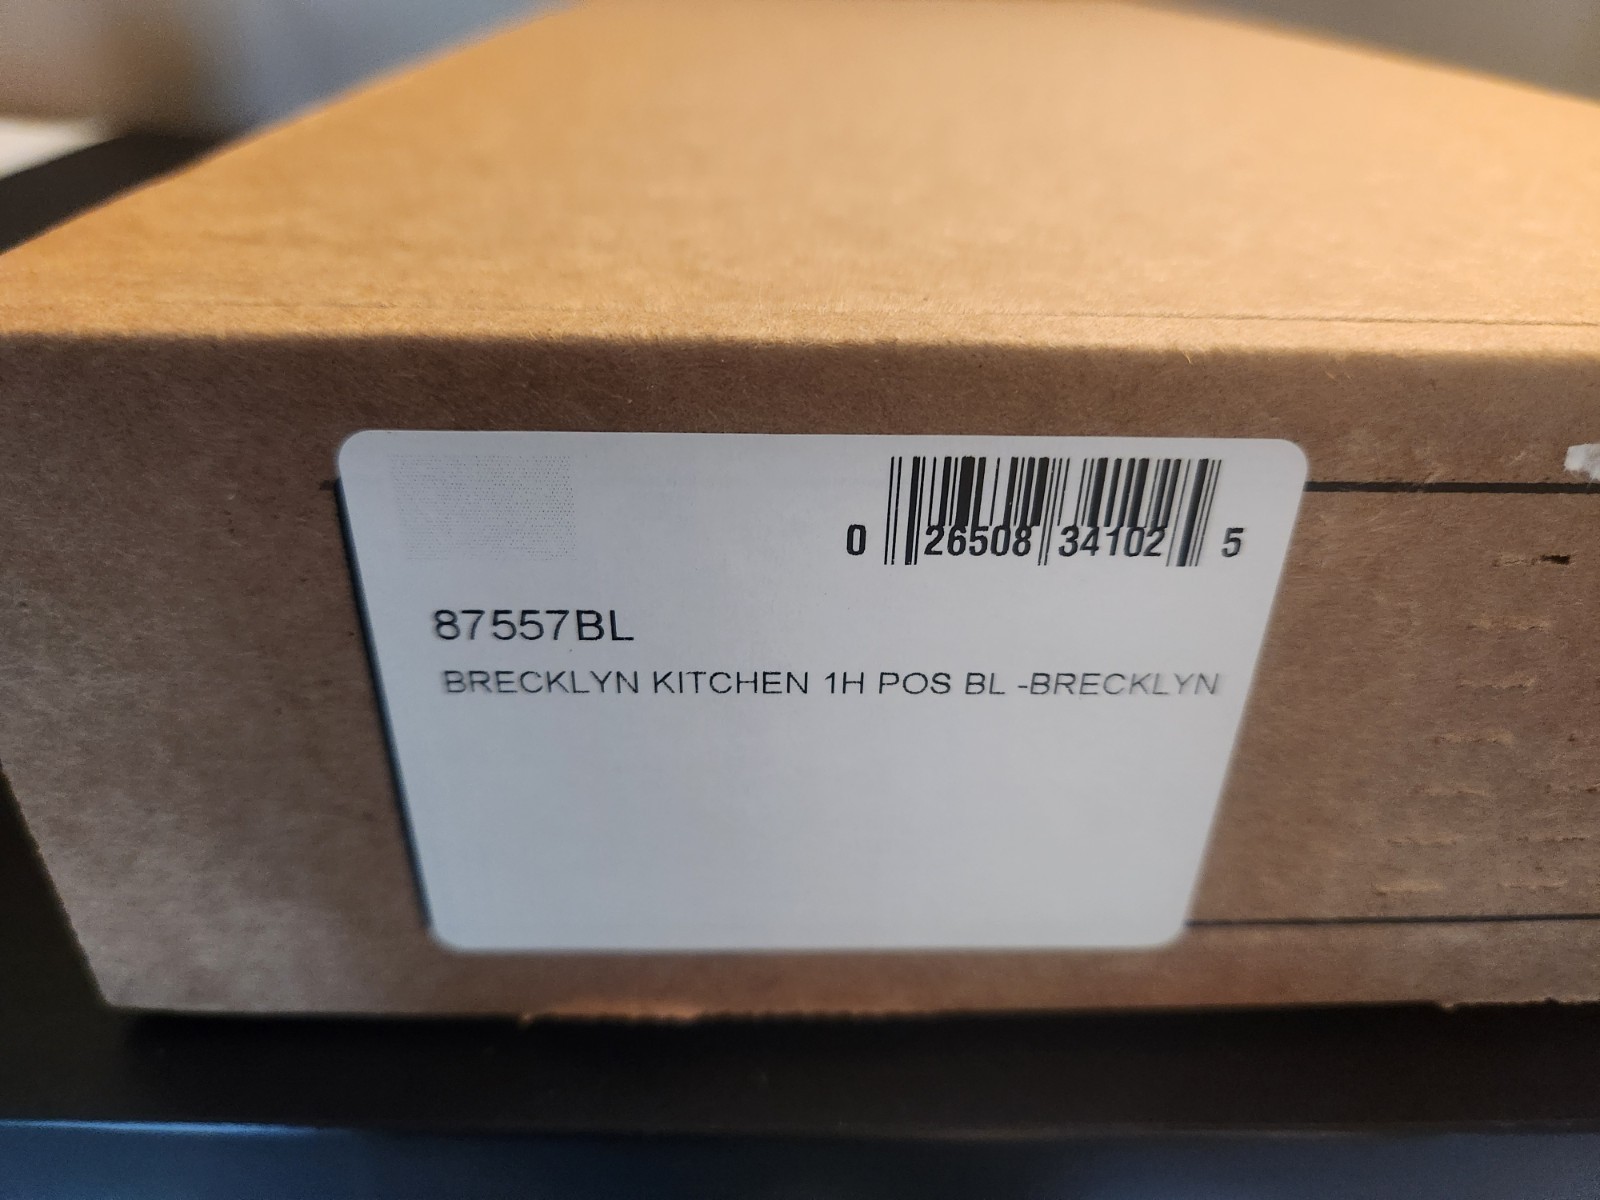 0 26508 34102 5
87557BL
BRECKLYN KITCHEN 1H POS BL -BRECKLYN